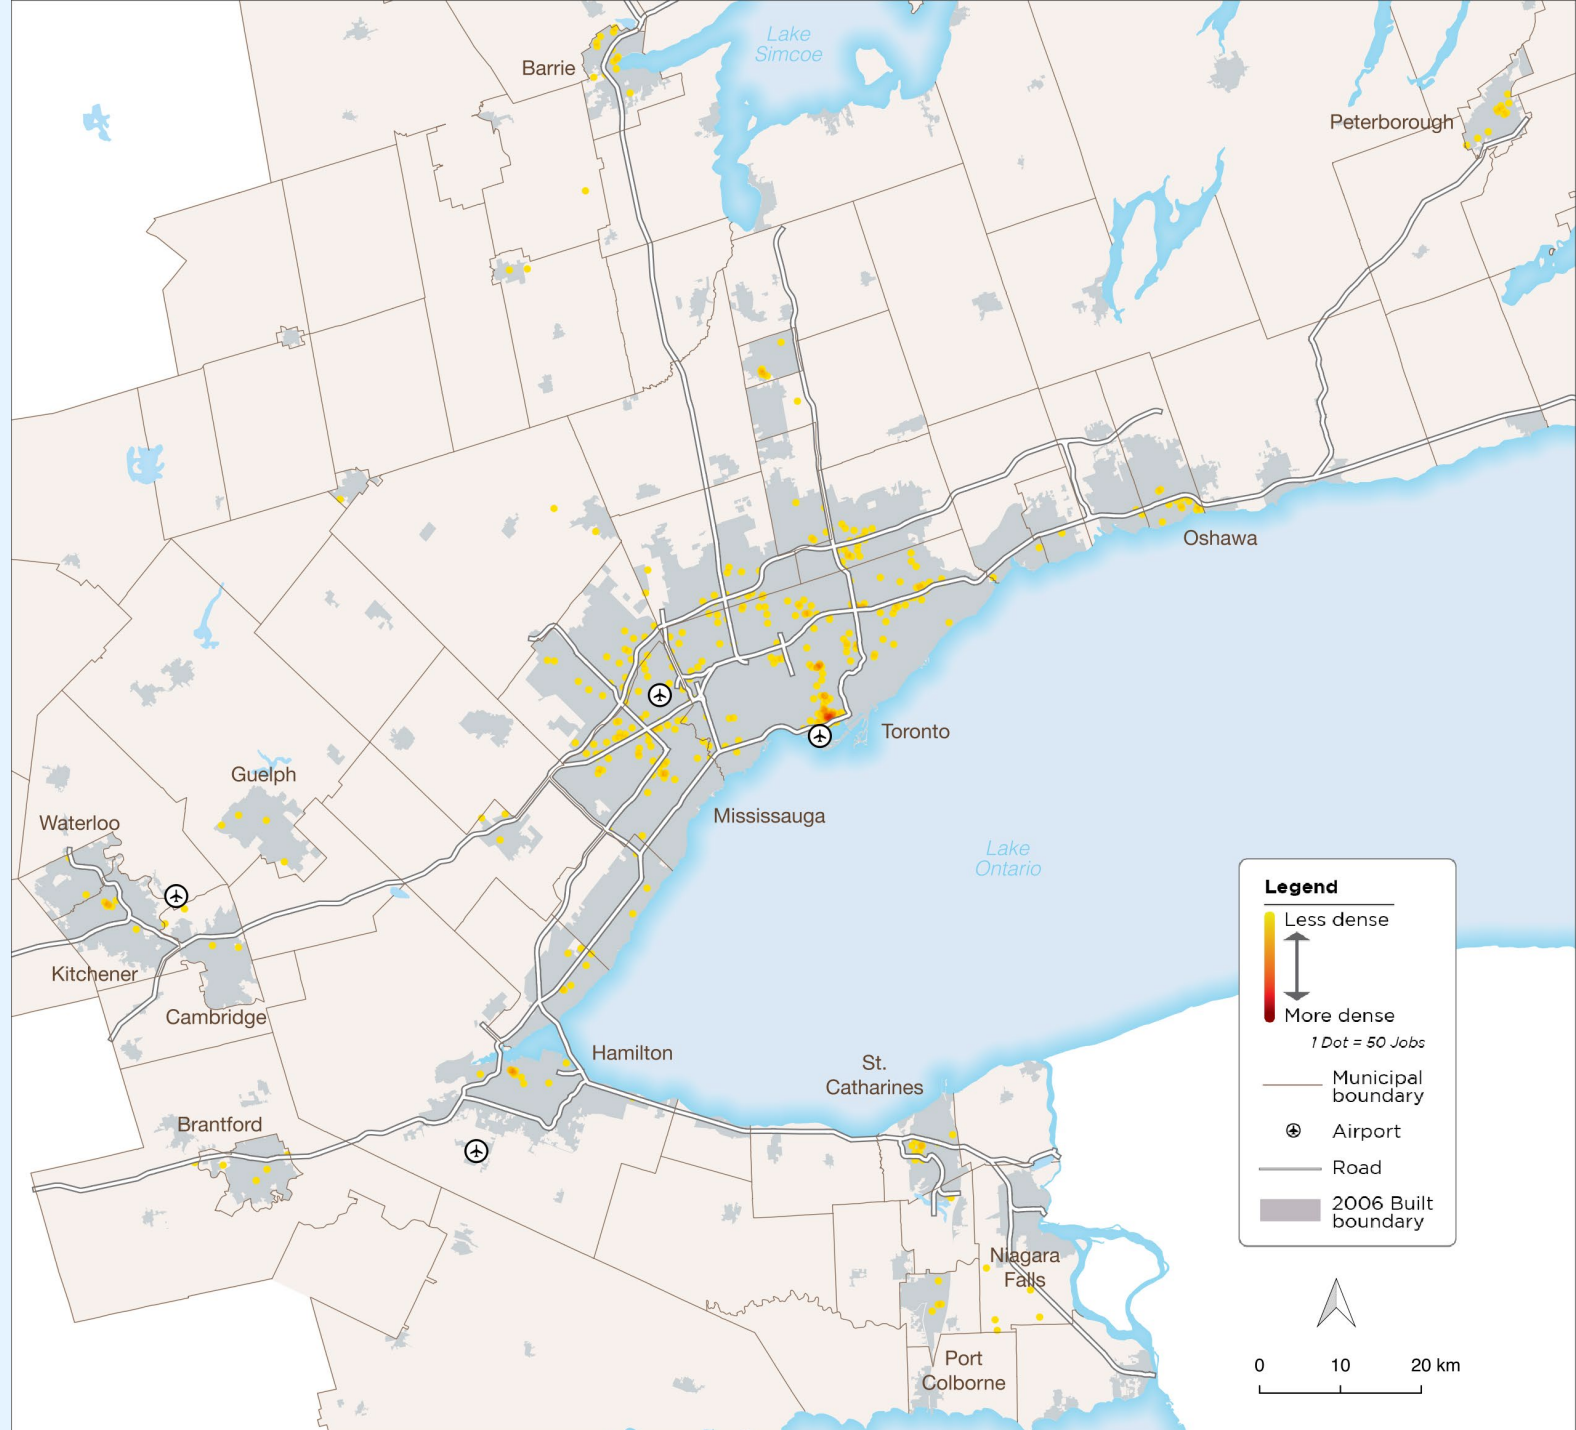 Lake
Simcoe
Barrie
Peterborough
Oshawa
Toronto
Guelph
Waterloo
Mississauga
Lake
Ontario
Kitchener
Cambridge
Hamilton
St.
Catharines
Brantford
Niagara
Falls
Port
Colborne
Legend
Less dense
More dense
1 Dot = 50 Jobs
Municipal
boundary
Airport
Road
2006 Built
boundary
0 10 20 km